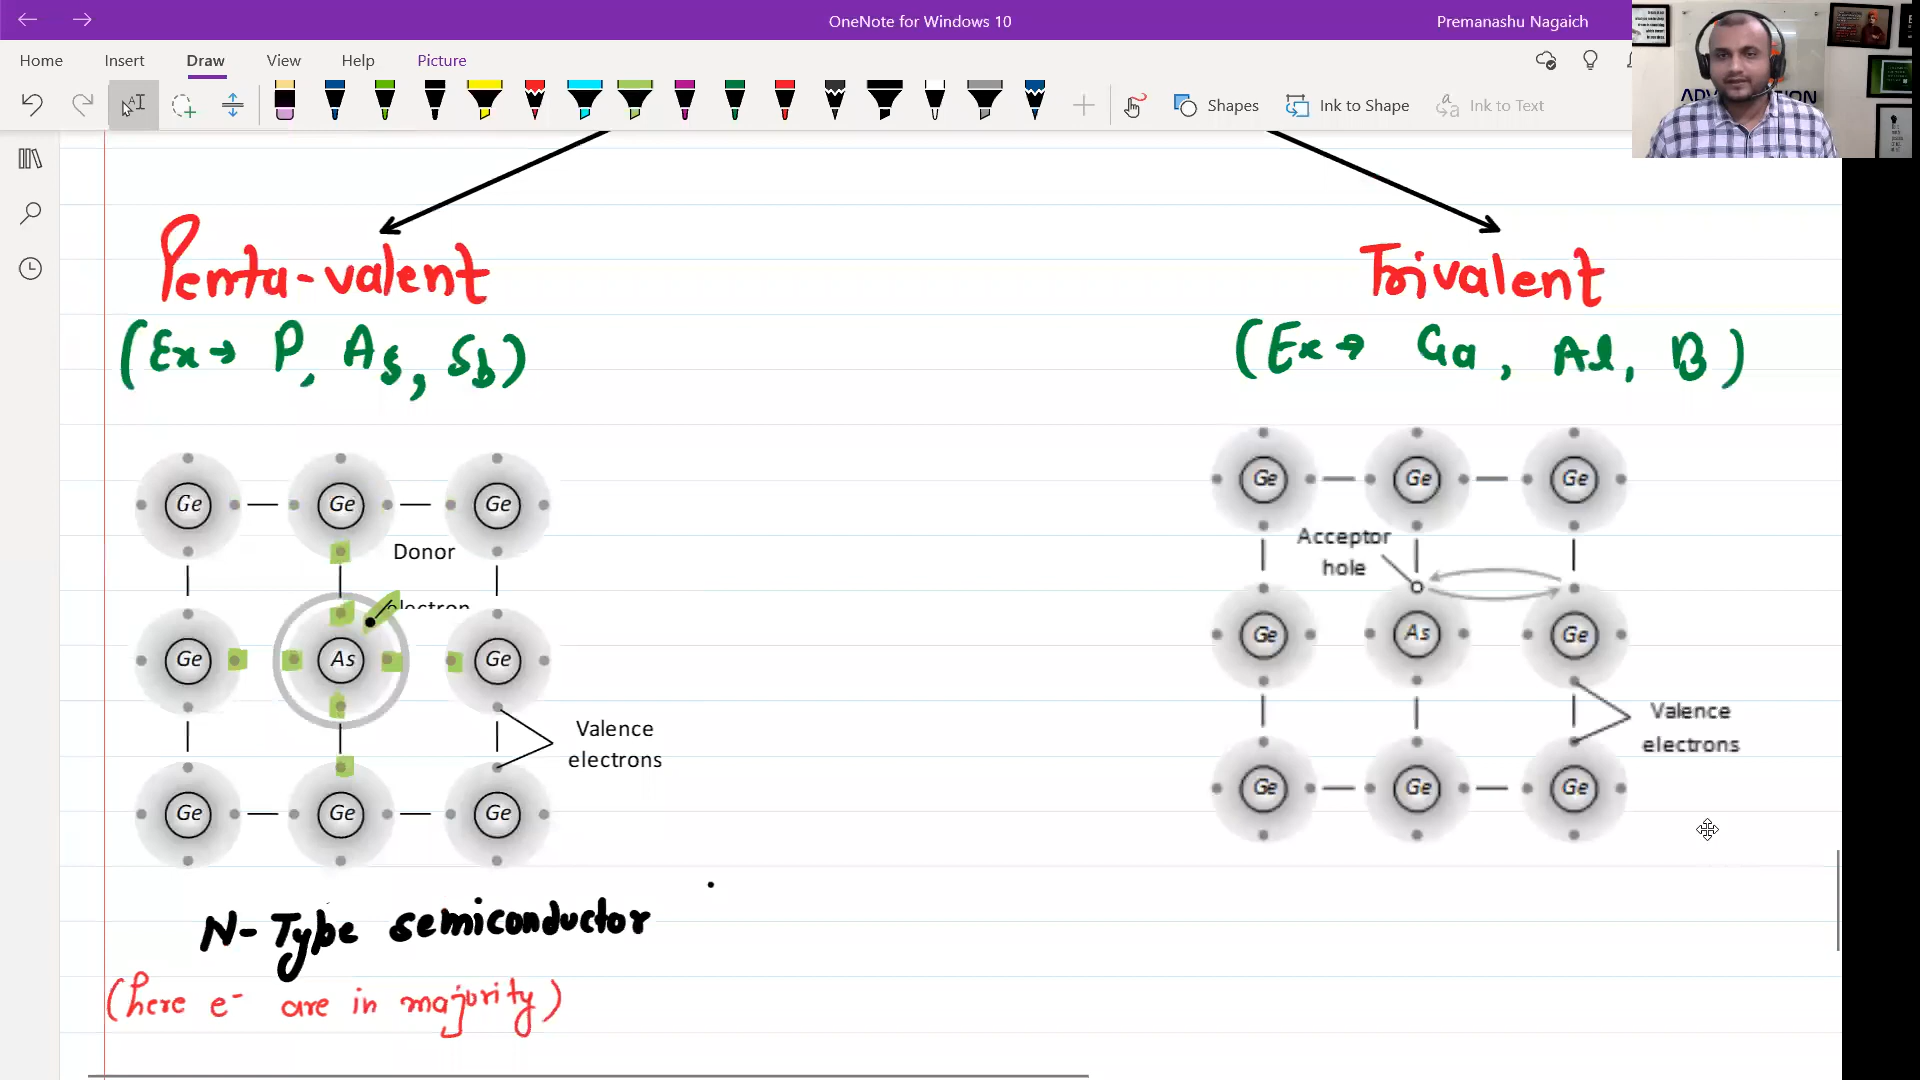 OneNote for Windows 10
Premanashu Nagaich
Home Insert Draw View Help Picture
Shapes Ink to Shape Ink to Text
Penta-valent
(Ex → P, As, Sb)
Trivalent
(Ex → Ga, Al, B)
Ge Ge Ge
Donor
electron
Ge As Ge
Valence
electrons
Ge Ge Ge
N-Type semiconductor
(here e⁻ are in majority)
Ge Ge Ge
Acceptor
hole
Ge As Ge
Valence
electrons
Ge Ge Ge